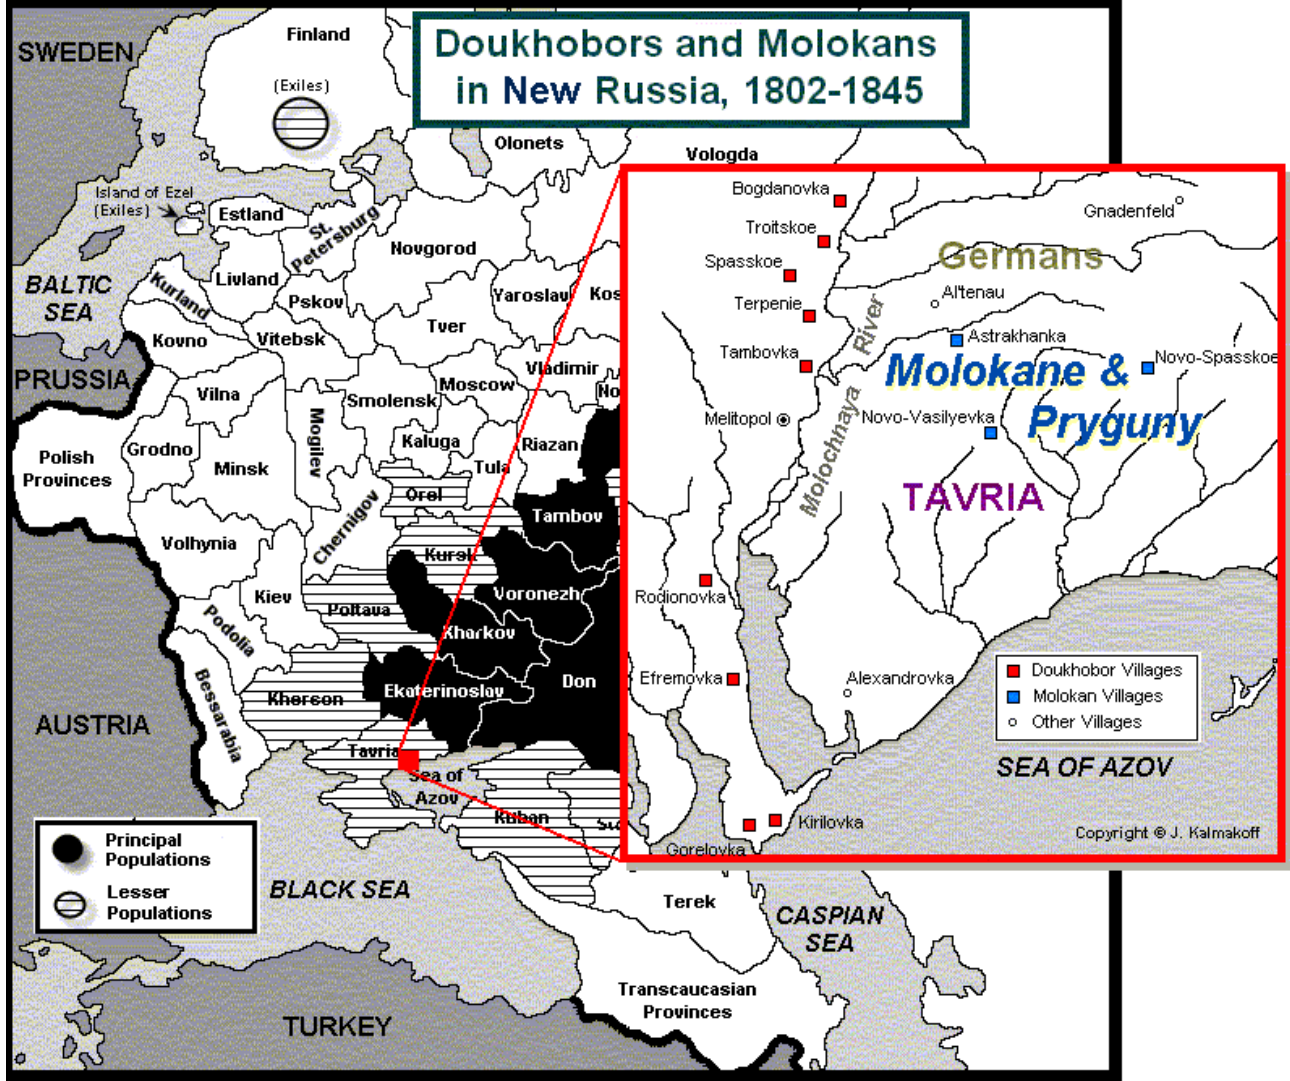 Doukhobors and Molokans
in New Russia, 1802-1845
SWEDEN
Finland
(Exiles)
Olonets
Vologda
Island of Ezel
(Exiles)
Estland
St.
Petersburg
Novgorod
BALTIC
SEA
Livland
Kurland
Pskov
Yaroslav
Kos
Kovno
Vitebsk
Tver
PRUSSIA
Vilna
Smolensk
Moscow
Vladimir
No
Polish
Provinces
Grodno
Minsk
Mogilev
Kaluga
Tula
Riazan
Orel
Tambov
Volhynia
Chernigov
Kursk
Voronezh
Kiev
Poltava
Podolia
Kharkov
Bessarabia
Kherson
Ekaterinoslav
Don
AUSTRIA
Tavria
Sea of
Azov
Kuban
Principal
Populations
Lesser
Populations
BLACK SEA
Terek
CASPIAN
SEA
Transcaucasian
Provinces
TURKEY
Bogdanovka
Gnadenfeld
Troitskoe
Germans
Spasskoe
Altenau
Terpenie
Molochnaya River
Astrakhanka
Tambovka
Novo-Spasskoe
Molokane &
Pryguny
Melitopol
Novo-Vasilyevka
TAVRIA
Rodionovka
Efremovka
Alexandrovka
Doukhobor Villages
Molokan Villages
Other Villages
SEA OF AZOV
Kirilovka
Copyright © J. Kalmakoff
Gorelovka